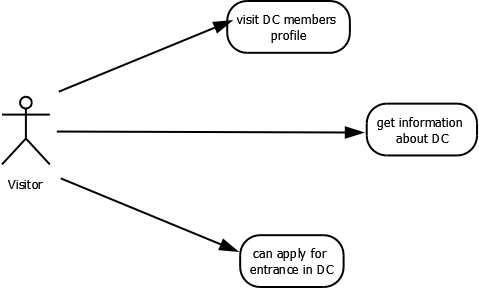 visit DC members
profile
get information
about DC
Visitor
can apply for
entrance in DC